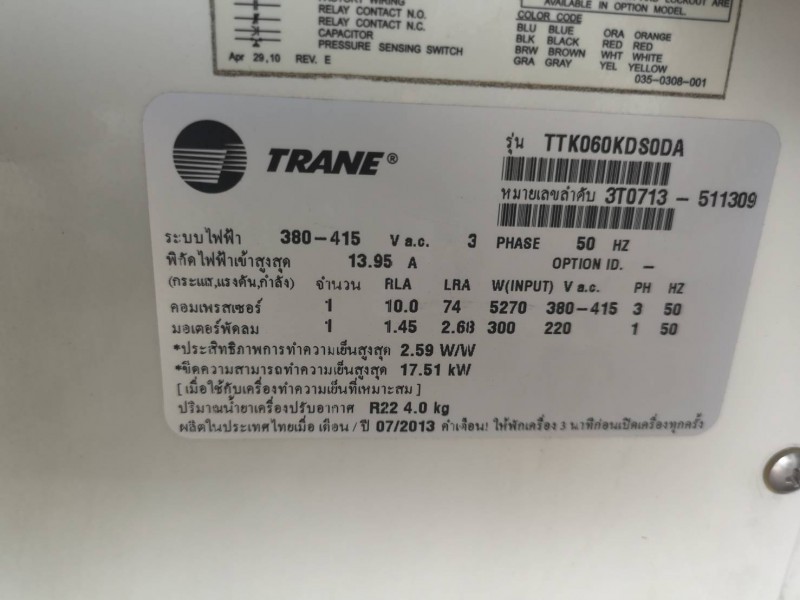 FACTORY WIRING
RELAY CONTACT N.O.
RELAY CONTACT N.C.
CAPACITOR
PRESSURE SENSING SWITCH
Apr 29,10 REV. E
LOCKOUT ARE
AVAILABLE IN OPTION MODEL.
COLOR CODE
BLU BLUE ORA ORANGE
BLK BLACK RED RED
BRW BROWN WHT WHITE
GRA GRAY YEL YELLOW
035-0308-001
TRANE®
รุ่น TTK060KDS0DA
หมายเลขลำดับ 3T0713-511309
ระบบไฟฟ้า 380-415 V a.c. 3 PHASE 50 HZ
พิกัดไฟฟ้าเข้าสูงสุด 13.95 A OPTION ID. -
(กระแส,แรงดัน,กำลัง) จำนวน RLA LRA W(INPUT) V a.c. PH HZ
คอมเพรสเซอร์ 1 10.0 74 5270 380-415 3 50
มอเตอร์พัดลม 1 1.45 2.68 300 220 1 50
*ประสิทธิภาพการทำความเย็นสูงสุด 2.59 W/W
*ขีดความสามารถทำความเย็นสูงสุด 17.51 kW
[เมื่อใช้กับเครื่องทำความเย็นที่เหมาะสม]
ปริมาณน้ำยาเครื่องปรับอากาศ R22 4.0 kg
ผลิตในประเทศไทยเมื่อ เดือน/ปี 07/2013 คำเตือน! ให้พักเครื่อง 3 นาทีก่อนเปิดเครื่องทุกครั้ง